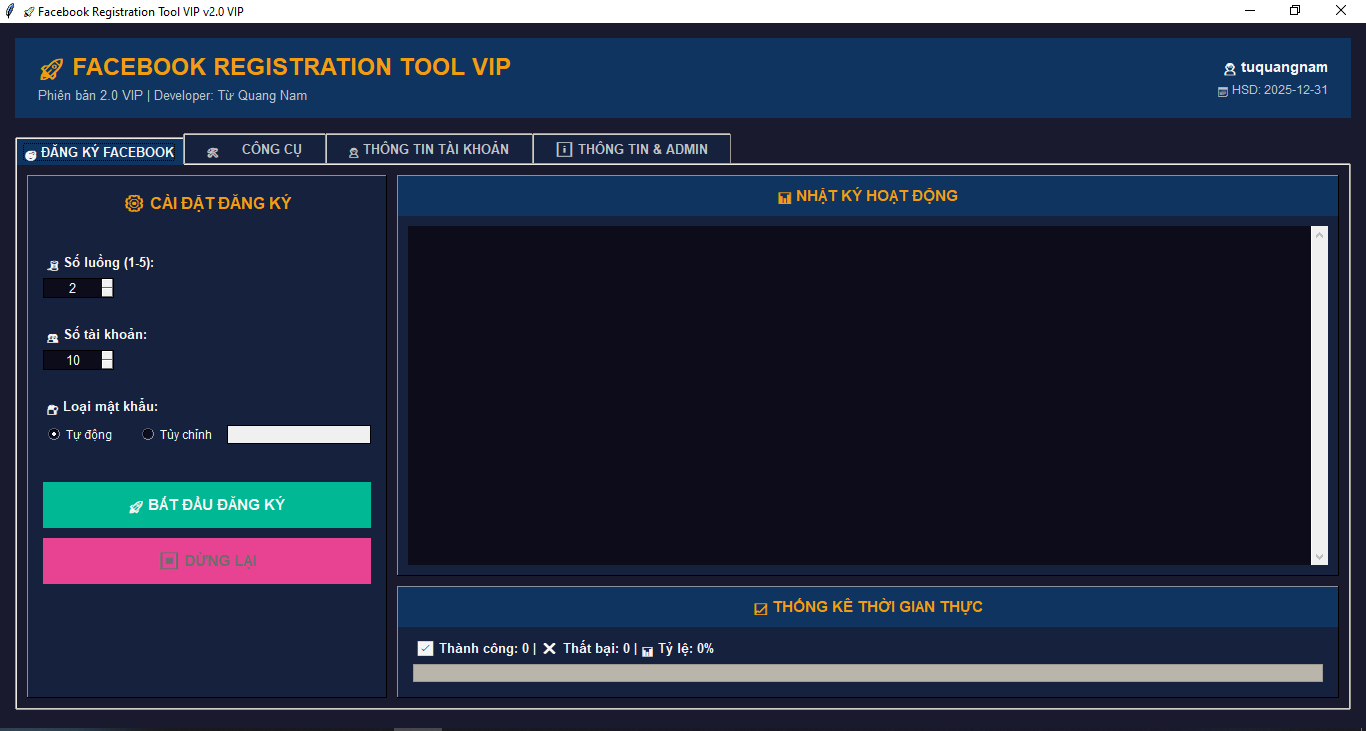 Facebook Registration Tool VIP v2.0 VIP
FACEBOOK REGISTRATION TOOL VIP
Phiên bản 2.0 VIP | Developer: Từ Quang Nam
tuquangnam
HSD: 2025-12-31
ĐĂNG KÝ FACEBOOK
CÔNG CỤ
THÔNG TIN TÀI KHOẢN
THÔNG TIN & ADMIN
CÀI ĐẶT ĐĂNG KÝ
Số luồng (1-5):
2
Số tài khoản:
10
Loại mật khẩu:
Tự động
Tùy chỉnh
BẮT ĐẦU ĐĂNG KÝ
DỪNG LẠI
NHẬT KÝ HOẠT ĐỘNG
THỐNG KÊ THỜI GIAN THỰC
Thành công: 0 | Thất bại: 0 | Tỷ lệ: 0%